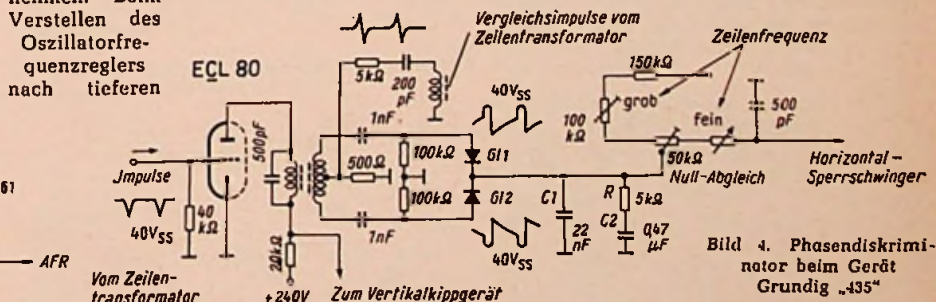 nehmen. Beim
Verstellen des
Oszillatorfre-
quenzreglers
nach tieferen
61
AFR
ECL 80
Jmpulse
40VSS
40
kΩ
500pF
20kΩ
+240V
Vom Zeilen-
transformator
Zum Vertikalkippgerät
5kΩ
200
pF
Vergleichsimpulse vom
Zeilentransformator
1nF
500Ω
100kΩ
100kΩ
1nF
40VSS
Gl1
Gl2
40VSS
C1
22
nF
R
5kΩ
C2
0,47
µF
Zeilenfrequenz
150kΩ
grob
100
kΩ
fein
500
pF
50kΩ
Null-Abgleich
Horizontal-
Sperrschwinger
Bild 4. Phasendiskrimi-
nator beim Gerät
Grundig „435"